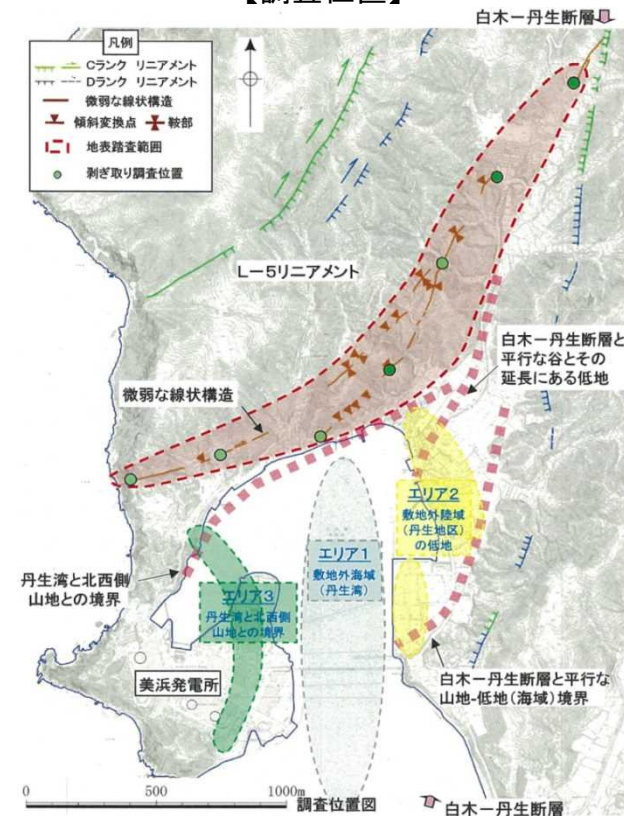 【調査位置】
白木ー丹生断層
凡例
Cランク リニアメント
Dランク リニアメント
微弱な線状構造
傾斜変換点
鞍部
地表踏査範囲
剥ぎ取り調査位置
L－5リニアメント
白木ー丹生断層と
平行な谷とその
延長にある低地
微弱な線状構造
エリア2
敷地外陸域
(丹生地区)
の低地
エリア1
敷地外海域
(丹生湾)
丹生湾と北西側
山地との境界
エリア3
丹生湾と北西側
山地との境界
美浜発電所
白木ー丹生断層と平行な
山地-低地(海域)境界
0
500
1000m
調査位置図
白木ー丹生断層